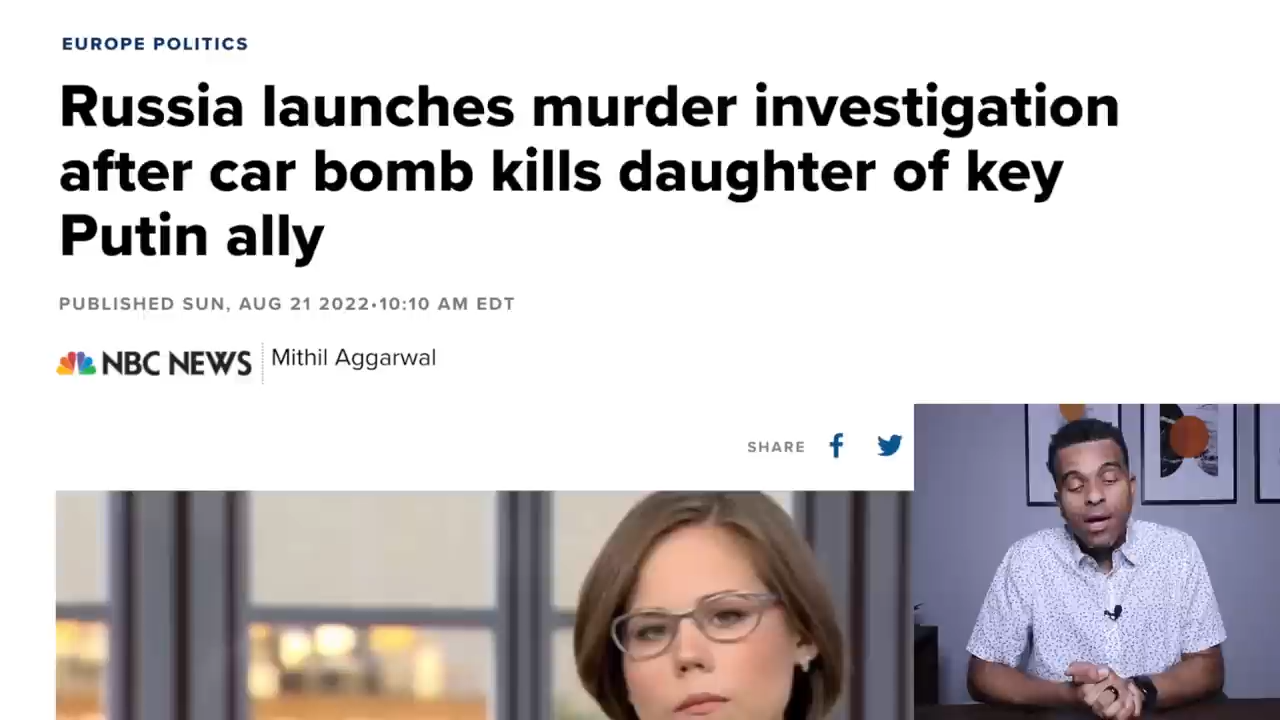 EUROPE POLITICS
Russia launches murder investigation
after car bomb kills daughter of key
Putin ally
PUBLISHED SUN, AUG 21 2022•10:10 AM EDT
NBC NEWS Mithil Aggarwal
SHARE